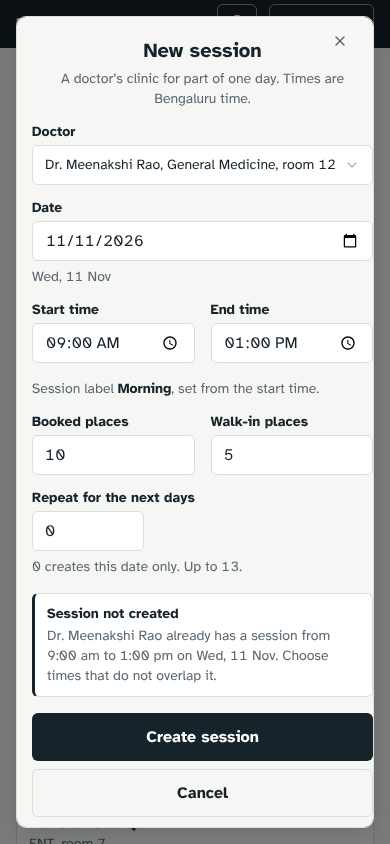 New session
A doctor's clinic for part of one day. Times are
Bengaluru time.
Doctor
Dr. Meenakshi Rao, General Medicine, room 12
Date
11/11/2026
Wed, 11 Nov
Start time
End time
09:00 AM
01:00 PM
Session label Morning, set from the start time.
Booked places
Walk-in places
10
5
Repeat for the next days
0
0 creates this date only. Up to 13.
Session not created
Dr. Meenakshi Rao already has a session from
9:00 am to 1:00 pm on Wed, 11 Nov. Choose
times that do not overlap it.
Create session
Cancel
ENT, room 7